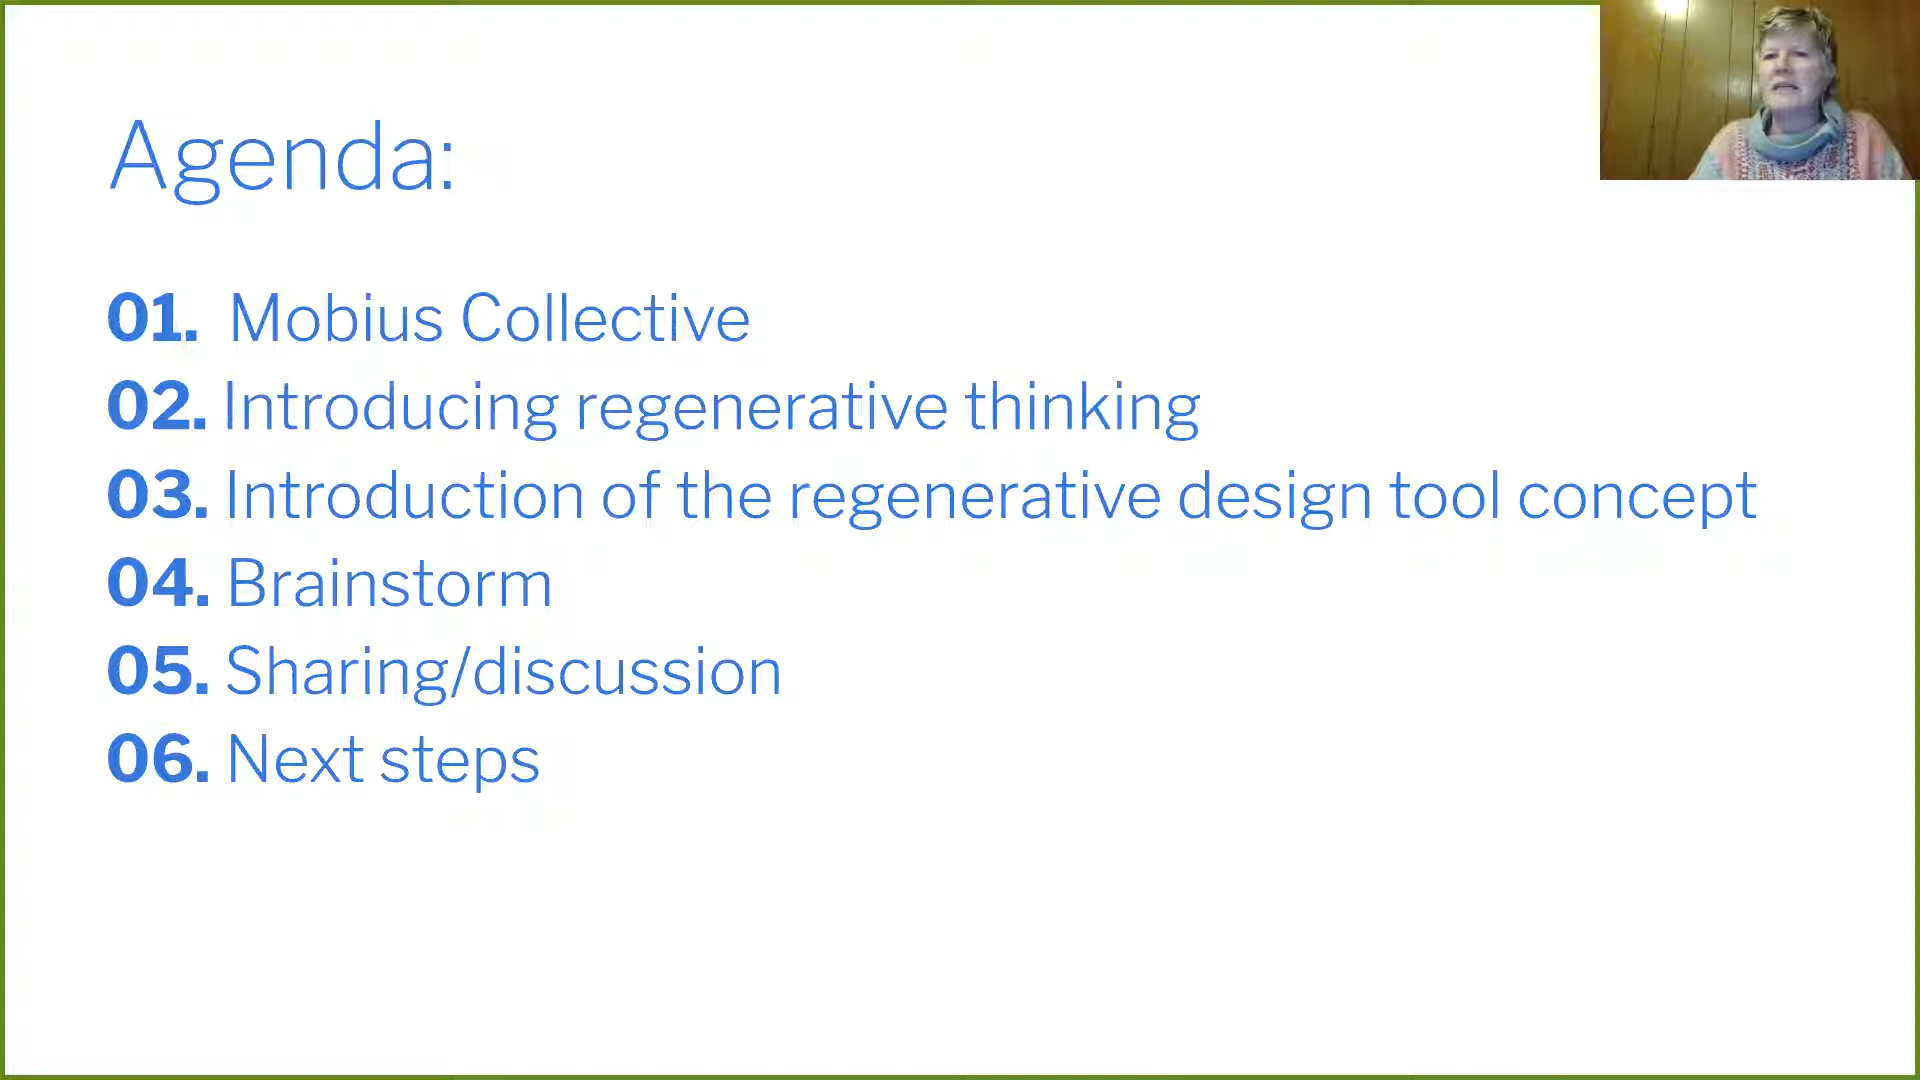 Agenda:
01. Mobius Collective
02. Introducing regenerative thinking
03. Introduction of the regenerative design tool concept
04. Brainstorm
05. Sharing/discussion
06. Next steps